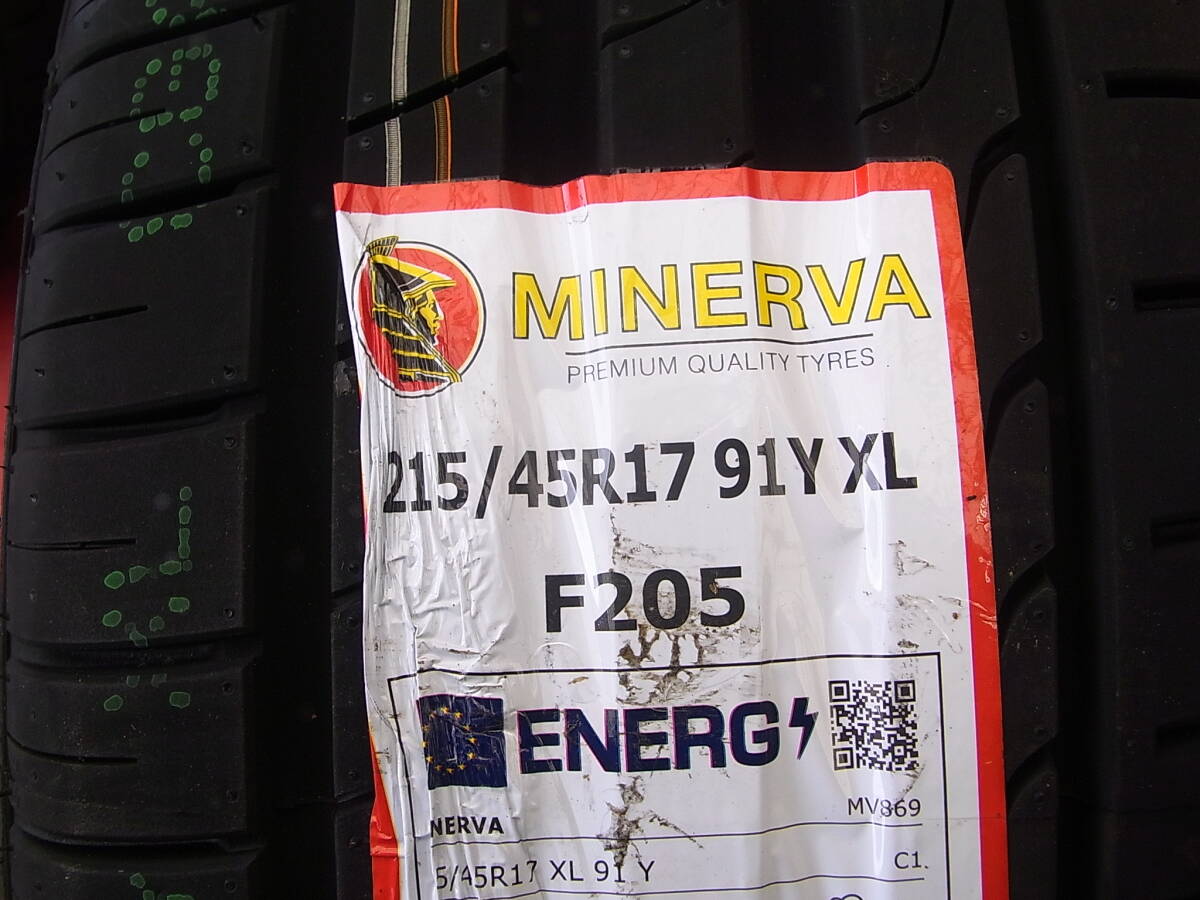 MINERVA
PREMIUM QUALITY TYRES
215/45R17 91Y XL
F205
ENERG
MV869
NERVA
5/45R17 XL 91 Y
C1